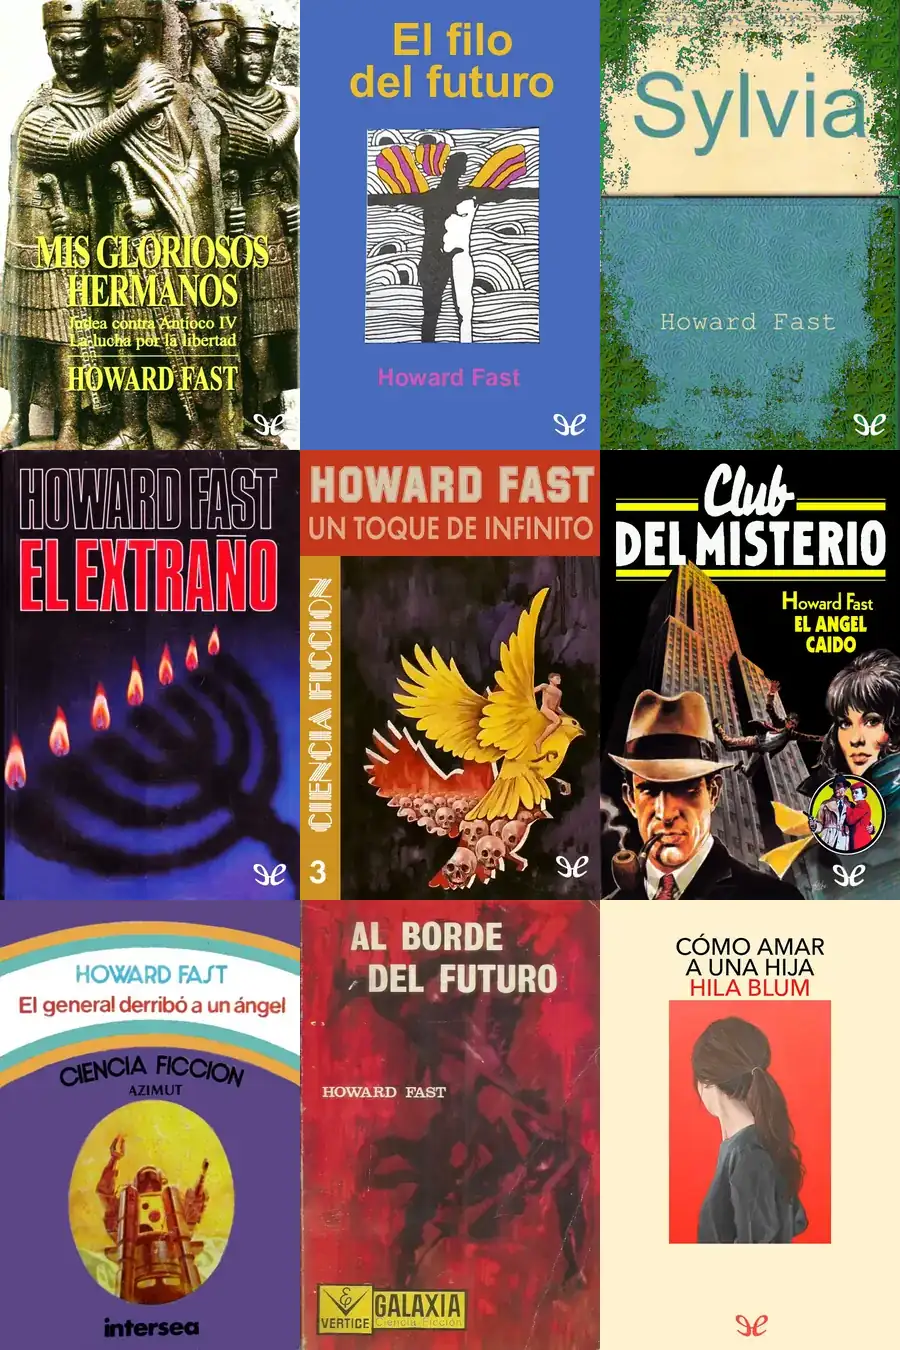 MIS GLORIOSOS
HERMANOS
Judea contra Antíoco IV
La lucha por la libertad
HOWARD FAST
El filo
del futuro
Howard Fast
Sylvia
Howard Fast
HOWARD FAST
EL EXTRAÑO
HOWARD FAST
UN TOQUE DE INFINITO
CIENCIA FICCION
3
Club
DEL MISTERIO
Howard Fast
EL ANGEL
CAIDO
HOWARD FAST
El general derribó a un ángel
CIENCIA FICCION
AZIMUT
intersea
AL BORDE
DEL FUTURO
HOWARD FAST
VERTICE
GALAXIA
Ciencia Ficción
CÓMO AMAR
A UNA HIJA
HILA BLUM